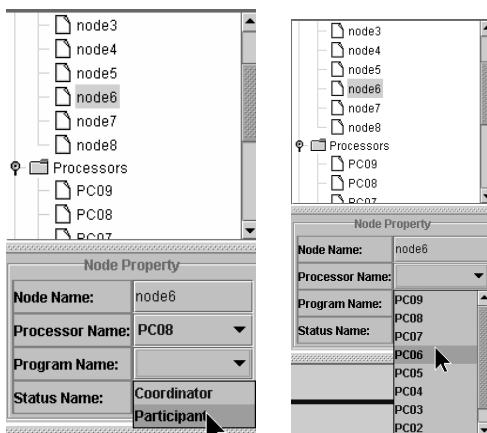 node3
node4
node5
node6
node7
node8
Processors
PC09
PC08
PC07
Node Property
Node Name: node6
Processor Name: PC08
Program Name:
Status Name:
Coordinator
Participant
node3
node4
node5
node6
node7
node8
Processors
PC09
PC08
PC07
Node Property
Node Name: node6
Processor Name:
Program Name:
Status Name:
PC09
PC08
PC07
PC06
PC05
PC04
PC03
PC02